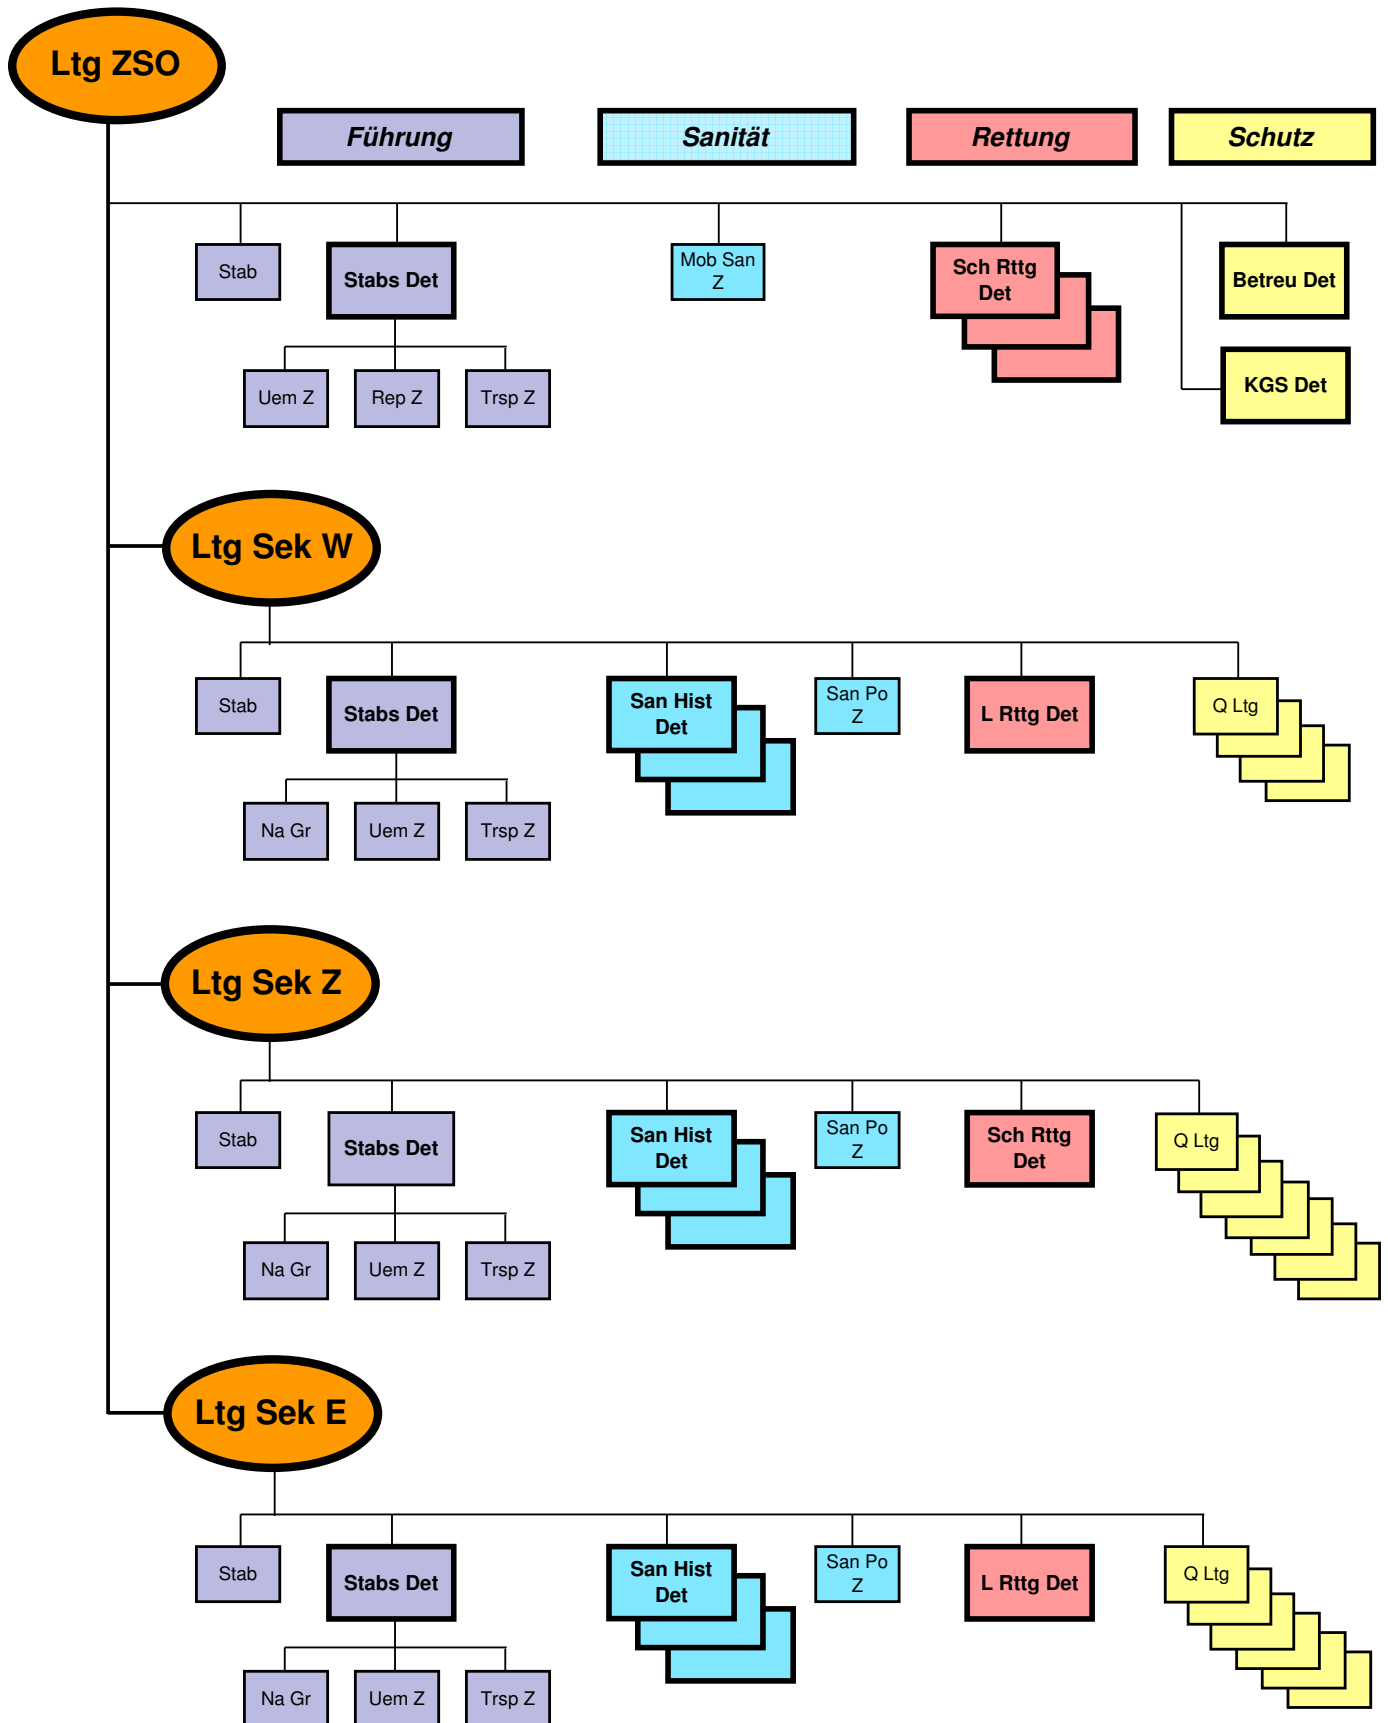 Ltg ZSO
Führung
Sanität
Rettung
Schutz
Stab
Stabs Det
Mob San
Z
Sch Rttg
Det
Betreu Det
Uem Z
Rep Z
Trsp Z
KGS Det
Ltg Sek W
Stab
Stabs Det
San Hist
Det
San Po
Z
L Rttg Det
Q Ltg
Na Gr
Uem Z
Trsp Z
Ltg Sek Z
Stab
Stabs Det
San Hist
Det
San Po
Z
Sch Rttg
Det
Q Ltg
Na Gr
Uem Z
Trsp Z
Ltg Sek E
Stab
Stabs Det
San Hist
Det
San Po
Z
L Rttg Det
Q Ltg
Na Gr
Uem Z
Trsp Z